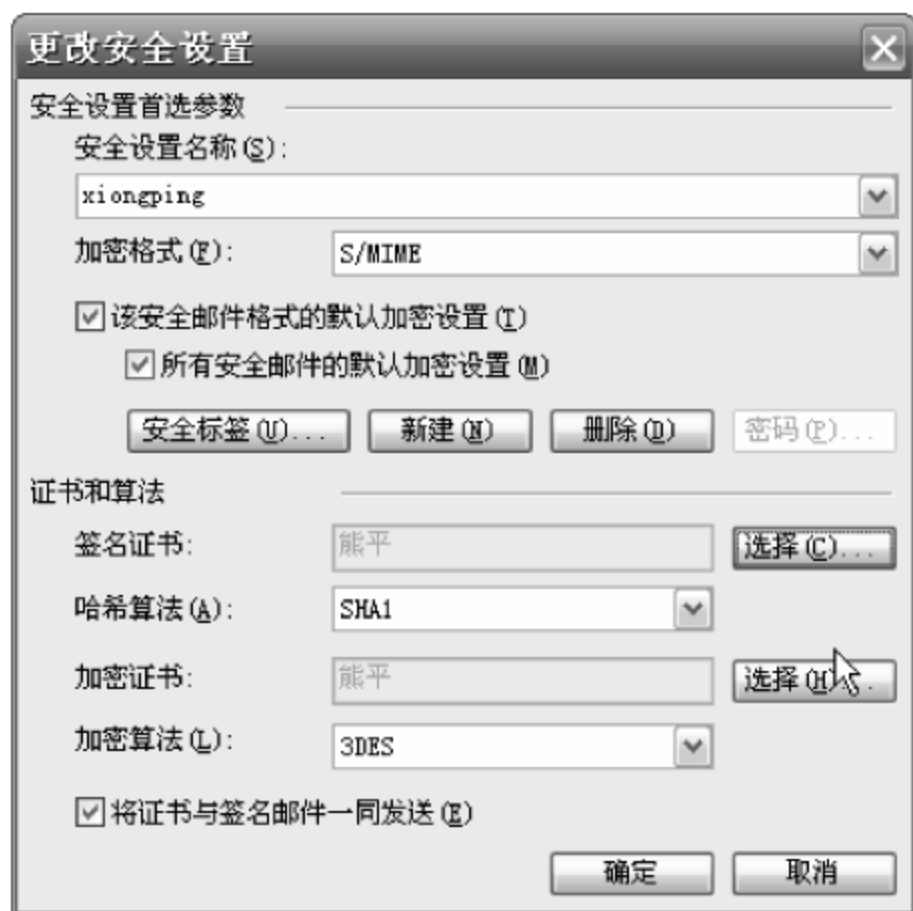 更改安全设置
安全设置首选参数
安全设置名称(S):
xiongping
加密格式(F): S/MIME
该安全邮件格式的默认加密设置(T)
所有安全邮件的默认加密设置(M)
安全标签(U)... 新建(N) 删除(D) 密码(P)...
证书和算法
签名证书: 熊平 选择(C)...
哈希算法(A): SHA1
加密证书: 熊平 选择(H)...
加密算法(L): 3DES
将证书与签名邮件一同发送(E)
确定 取消